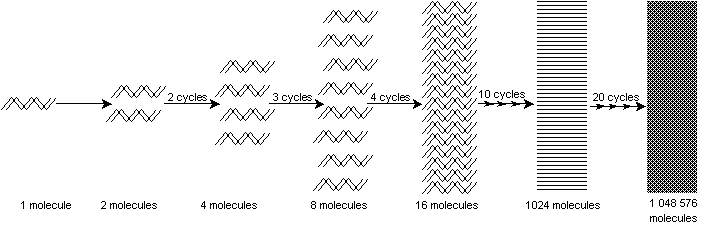 2 cycles
3 cycles
4 cycles
10 cycles
20 cycles
1 molecule
2 molecules
4 molecules
8 molecules
16 molecules
1024 molecules
1 048 576
molecules